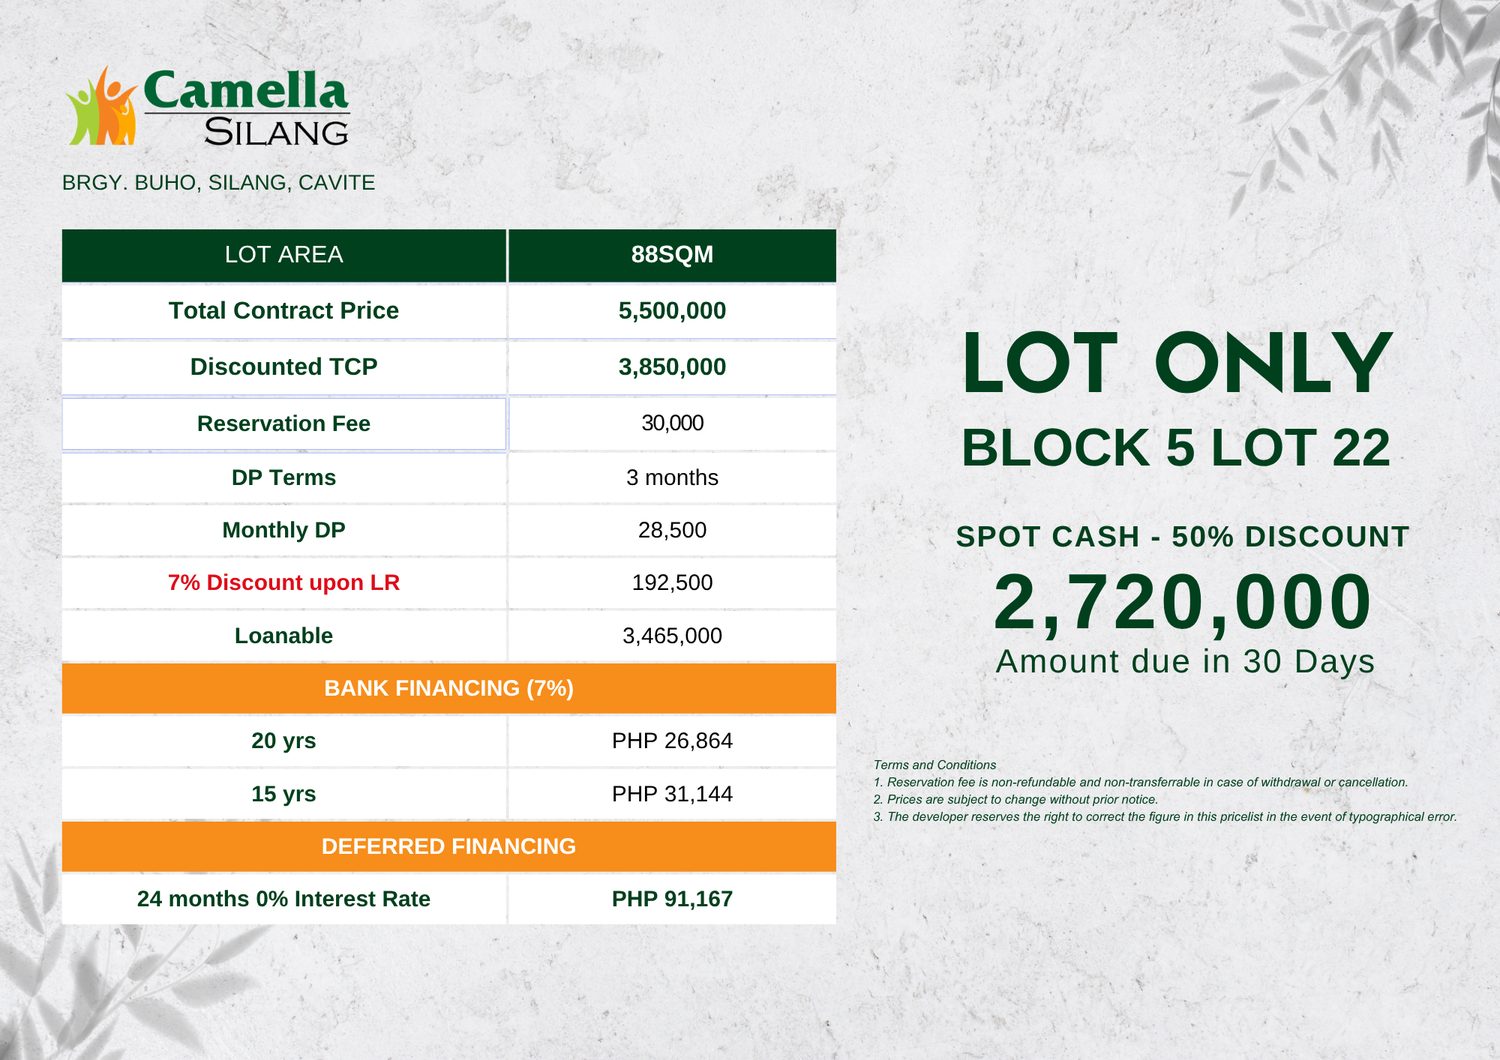 Camella
SILANG
BRGY. BUHO, SILANG, CAVITE
LOT AREA 88SQM
Total Contract Price 5,500,000
Discounted TCP 3,850,000
Reservation Fee 30,000
DP Terms 3 months
Monthly DP 28,500
7% Discount upon LR 192,500
Loanable 3,465,000
BANK FINANCING (7%)
20 yrs PHP 26,864
15 yrs PHP 31,144
DEFERRED FINANCING
24 months 0% Interest Rate PHP 91,167
LOT ONLY
BLOCK 5 LOT 22
SPOT CASH - 50% DISCOUNT
2,720,000
Amount due in 30 Days
Terms and Conditions
1. Reservation fee is non-refundable and non-transferrable in case of withdrawal or cancellation.
2. Prices are subject to change without prior notice.
3. The developer reserves the right to correct the figure in this pricelist in the event of typographical error.